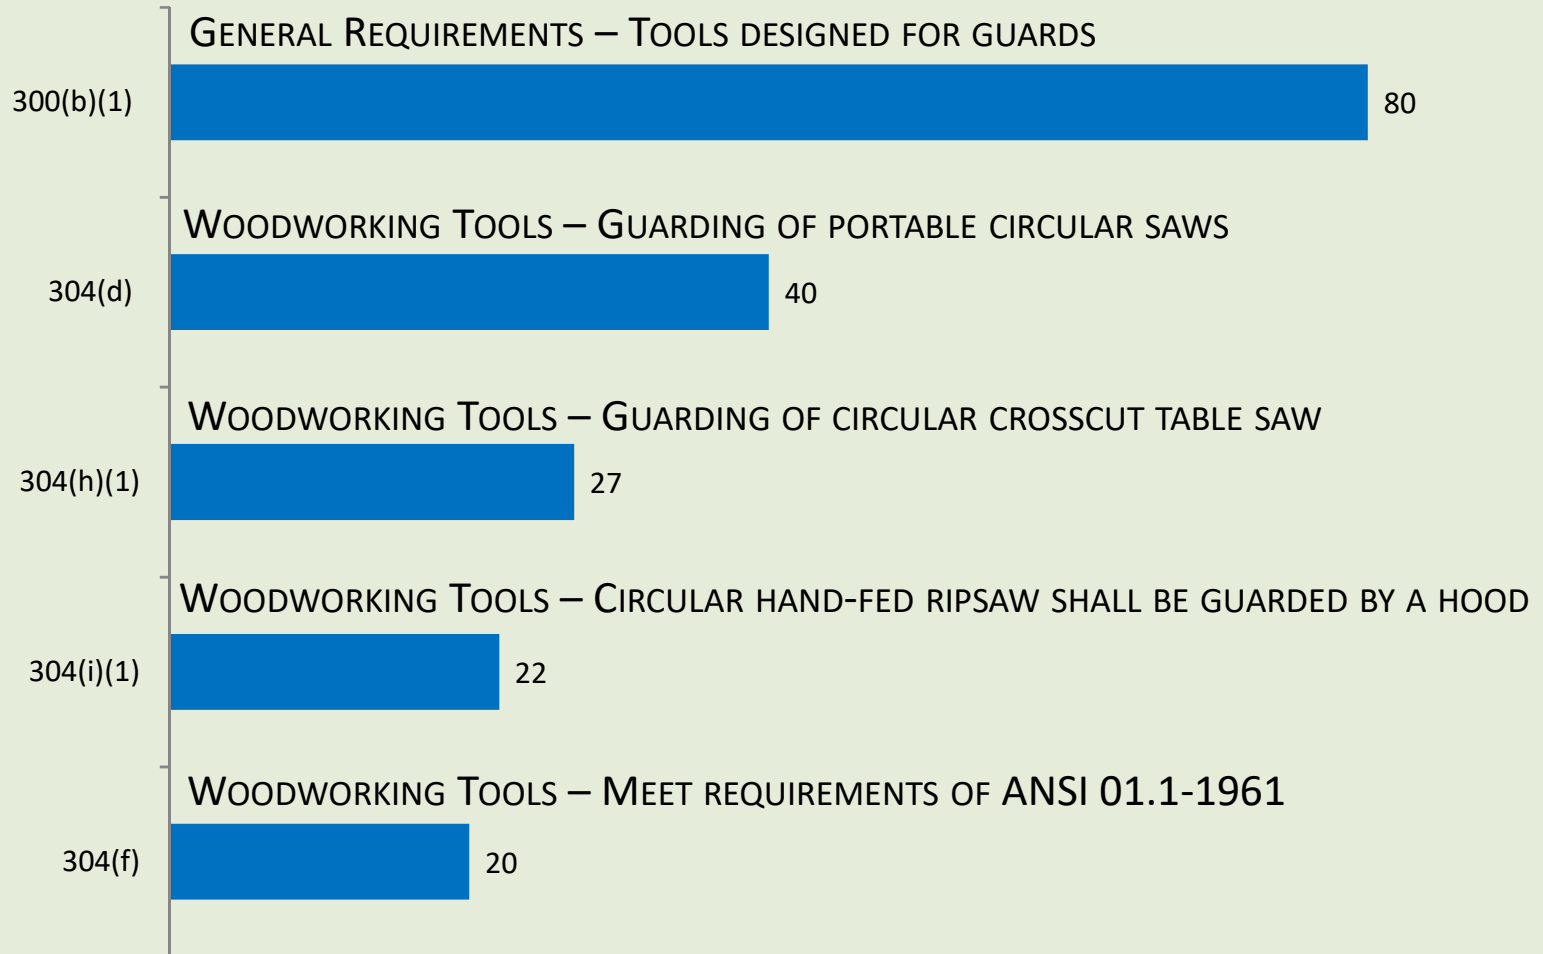 General Requirements – Tools designed for guards
300(b)(1)
80
Woodworking Tools – Guarding of portable circular saws
304(d)
40
Woodworking Tools – Guarding of circular crosscut table saw
304(h)(1)
27
Woodworking Tools – Circular hand-fed ripsaw shall be guarded by a hood
304(i)(1)
22
Woodworking Tools – Meet requirements of ANSI 01.1-1961
304(f)
20